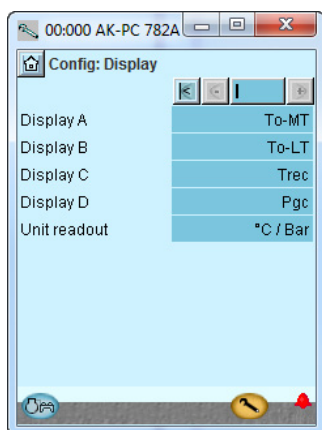 00:000 AK-PC 782A
Config: Display
Display A To-MT
Display B To-LT
Display C Trec
Display D Pgc
Unit readout °C / Bar